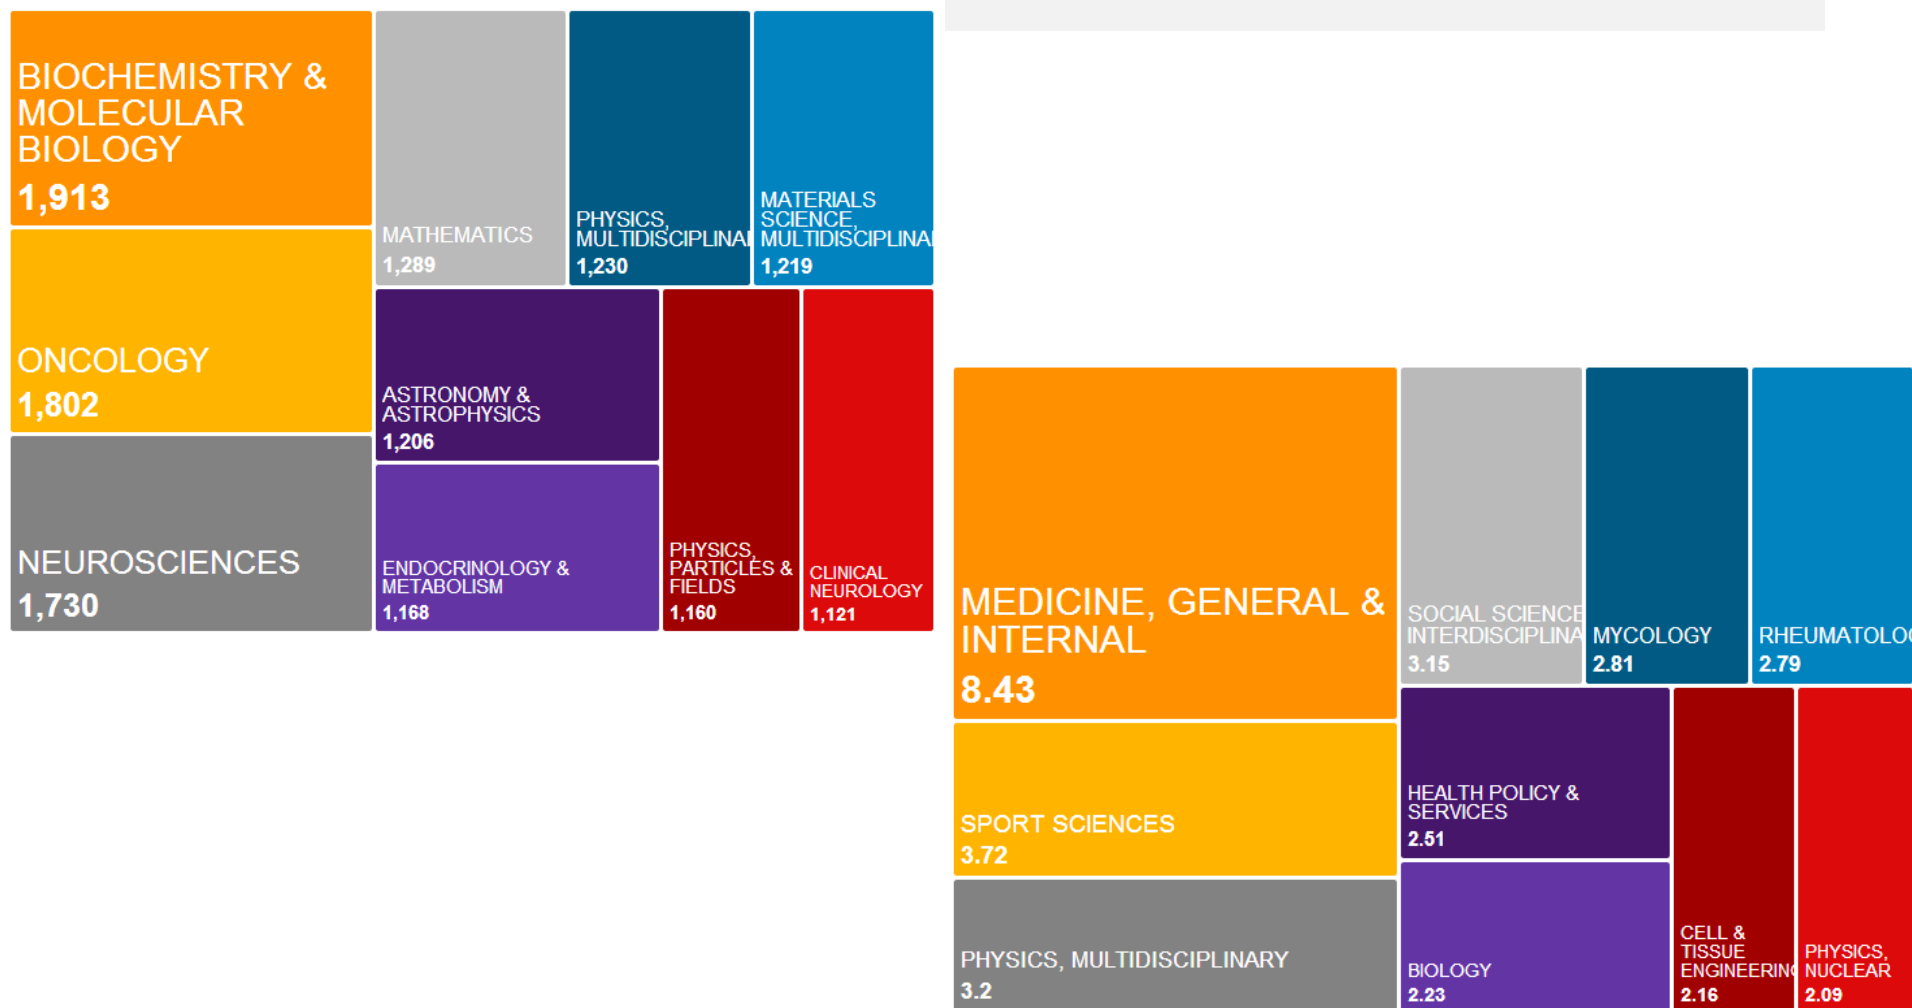 BIOCHEMISTRY &
MOLECULAR
BIOLOGY
1,913
ONCOLOGY
1,802
NEUROSCIENCES
1,730
MATHEMATICS
1,289
PHYSICS,
MULTIDISCIPLINA
1,230
MATERIALS
SCIENCE,
MULTIDISCIPLINA
1,219
ASTRONOMY &
ASTROPHYSICS
1,206
ENDOCRINOLOGY &
METABOLISM
1,168
PHYSICS,
PARTICLES &
FIELDS
1,160
CLINICAL
NEUROLOGY
1,121
MEDICINE, GENERAL &
INTERNAL
8.43
SPORT SCIENCES
3.72
PHYSICS, MULTIDISCIPLINARY
3.2
SOCIAL SCIENCE
INTERDISCIPLINA
3.15
MYCOLOGY
2.81
RHEUMATOLO
2.79
HEALTH POLICY &
SERVICES
2.51
BIOLOGY
2.23
CELL &
TISSUE
ENGINEERIN
2.16
PHYSICS,
NUCLEAR
2.09